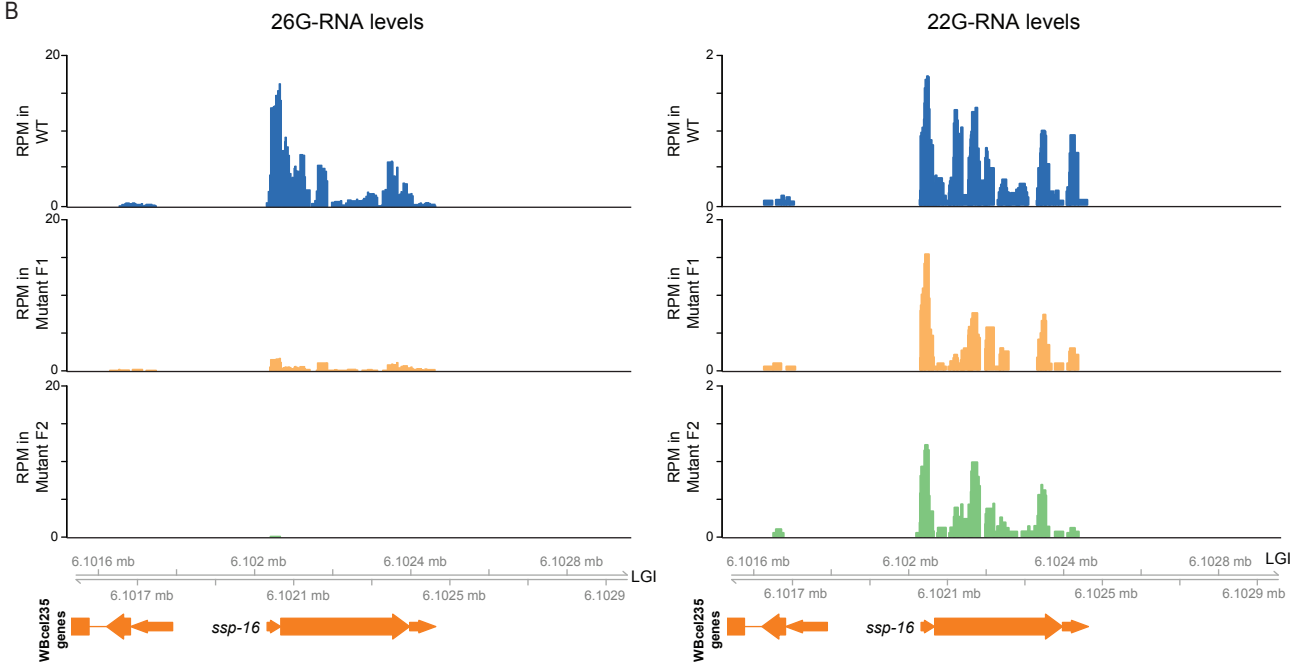 B
26G-RNA levels
22G-RNA levels
20
0
RPM in
WT
2
1
0
RPM in
WT
20
0
RPM in
Mutant F1
2
1
0
RPM in
Mutant F1
20
0
RPM in
Mutant F2
2
1
0
RPM in
Mutant F2
6.1016 mb 6.102 mb 6.1024 mb 6.1028 mb
LGI
6.1017 mb 6.1021 mb 6.1025 mb 6.1029
6.1016 mb 6.102 mb 6.1024 mb 6.1028 mb
LGI
6.1017 mb 6.1021 mb 6.1025 mb 6.1029 mb
WBcel235
genes
ssp-16
WBcel235
genes
ssp-16